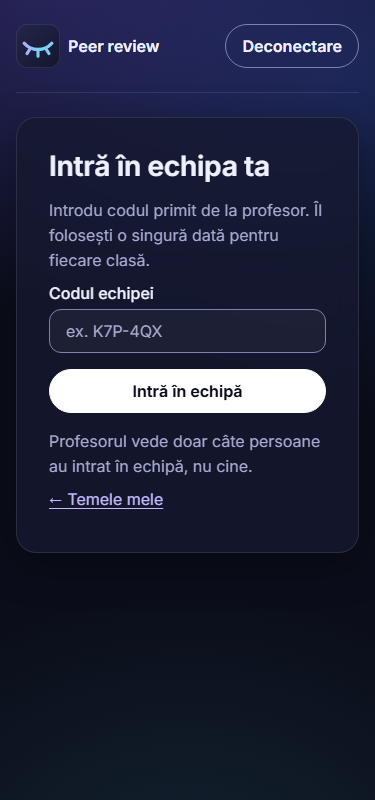 Peer review
Deconectare
Intră în echipa ta
Introdu codul primit de la profesor. Îl
folosești o singură dată pentru
fiecare clasă.
Codul echipei
ex. K7P-4QX
Intră în echipă
Profesorul vede doar câte persoane
au intrat în echipă, nu cine.
← Temele mele